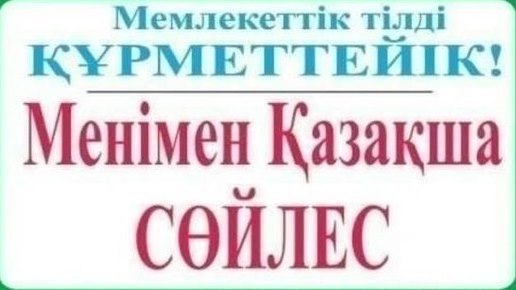 Мемлекеттік тілді
ҚҰРМЕТТЕЙІК!
Менімен Қазақша
СӨЙЛЕС